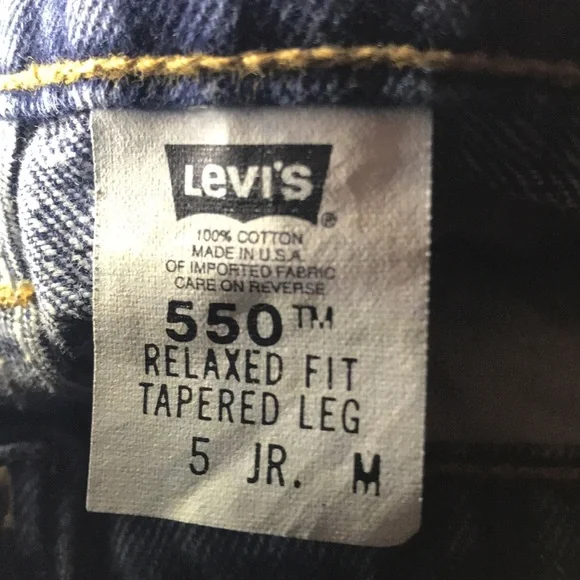 LEVI'S
®
100% COTTON
MADE IN U.S.A
OF IMPORTED FABRIC
CARE ON REVERSE
550™
RELAXED FIT
TAPERED LEG
5 JR. M